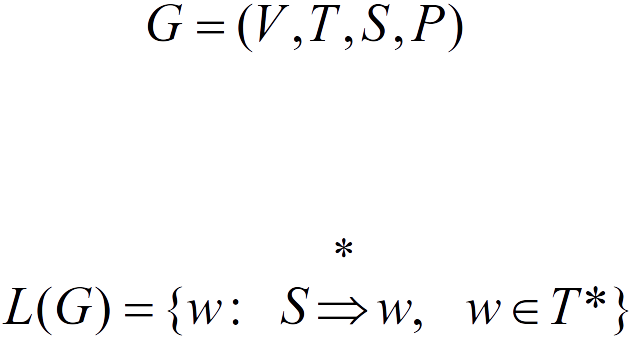 G = (V,T,S,P)
*
L(G) = {w: S ⇒ w, w ∈ T*}